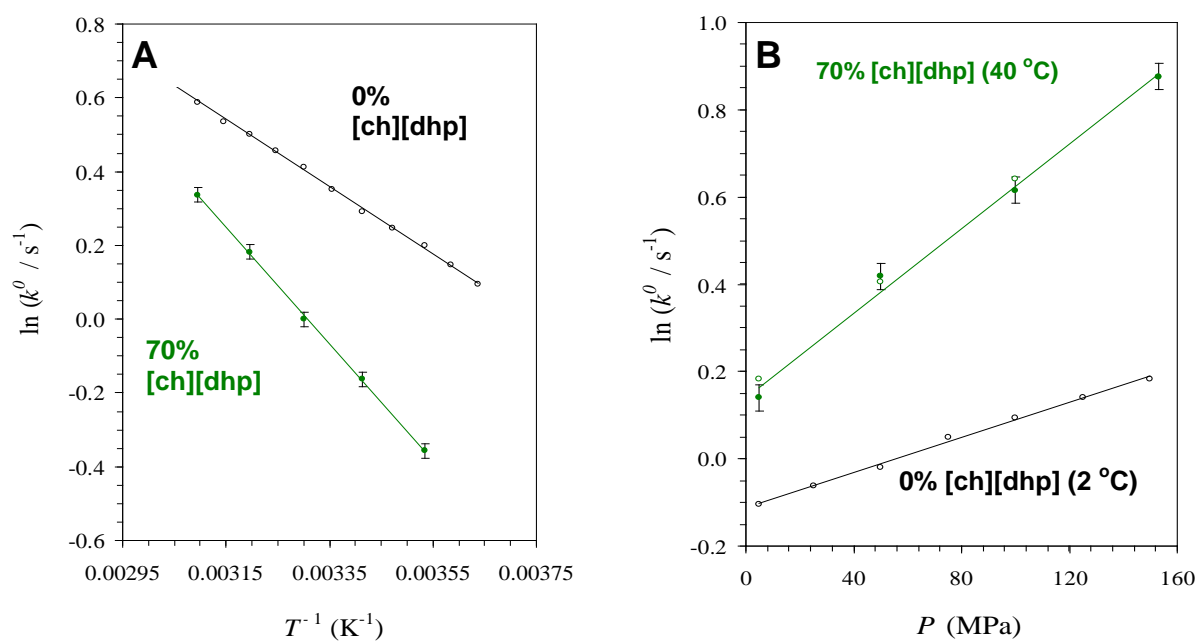 A
0%
[ch][dhp]
70%
[ch][dhp]
0.8
0.6
0.4
0.2
0.0
-0.2
-0.4
-0.6
0.00295
0.00315
0.00335
0.00355
0.00375
ln (k⁰ / s⁻¹)
T⁻¹ (K⁻¹)
B
70% [ch][dhp] (40 °C)
0% [ch][dhp] (2 °C)
1.0
0.8
0.6
0.4
0.2
0.0
-0.2
0
40
80
120
160
ln (k⁰ / s⁻¹)
P (MPa)